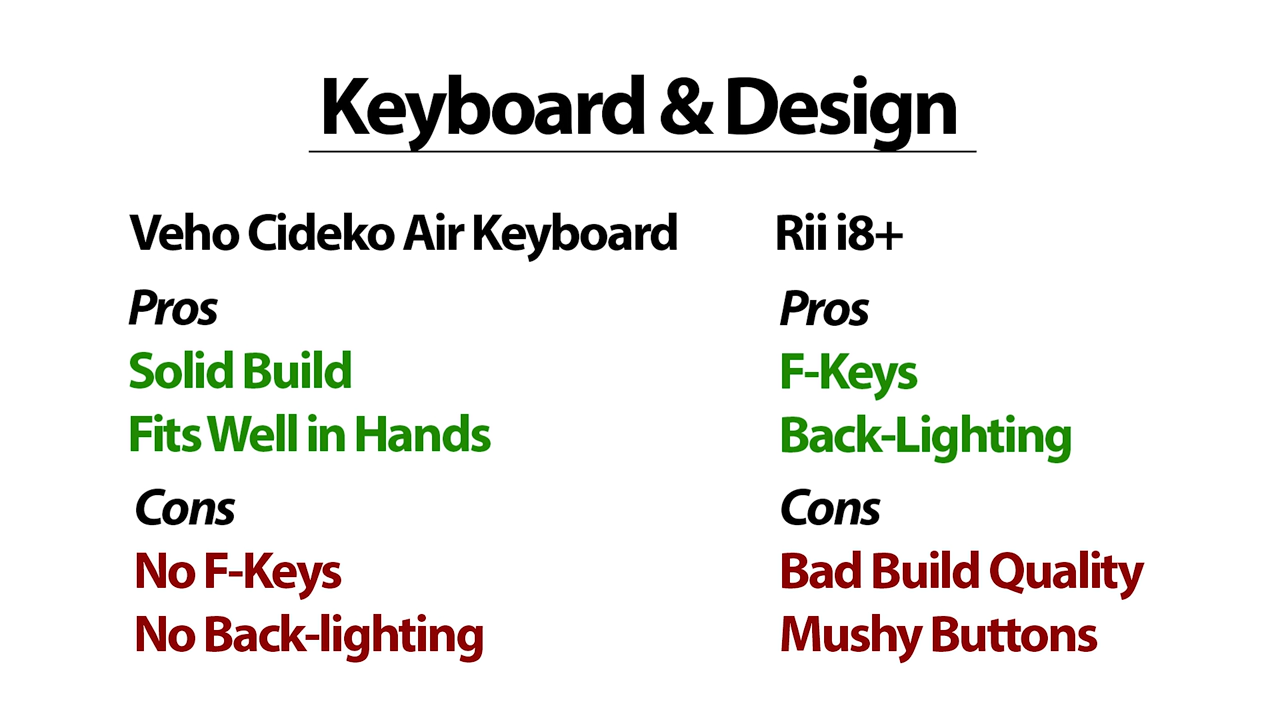 Keyboard & Design
Veho Cideko Air Keyboard
Pros
Solid Build
Fits Well in Hands
Cons
No F-Keys
No Back-lighting
Rii i8+
Pros
F-Keys
Back-Lighting
Cons
Bad Build Quality
Mushy Buttons